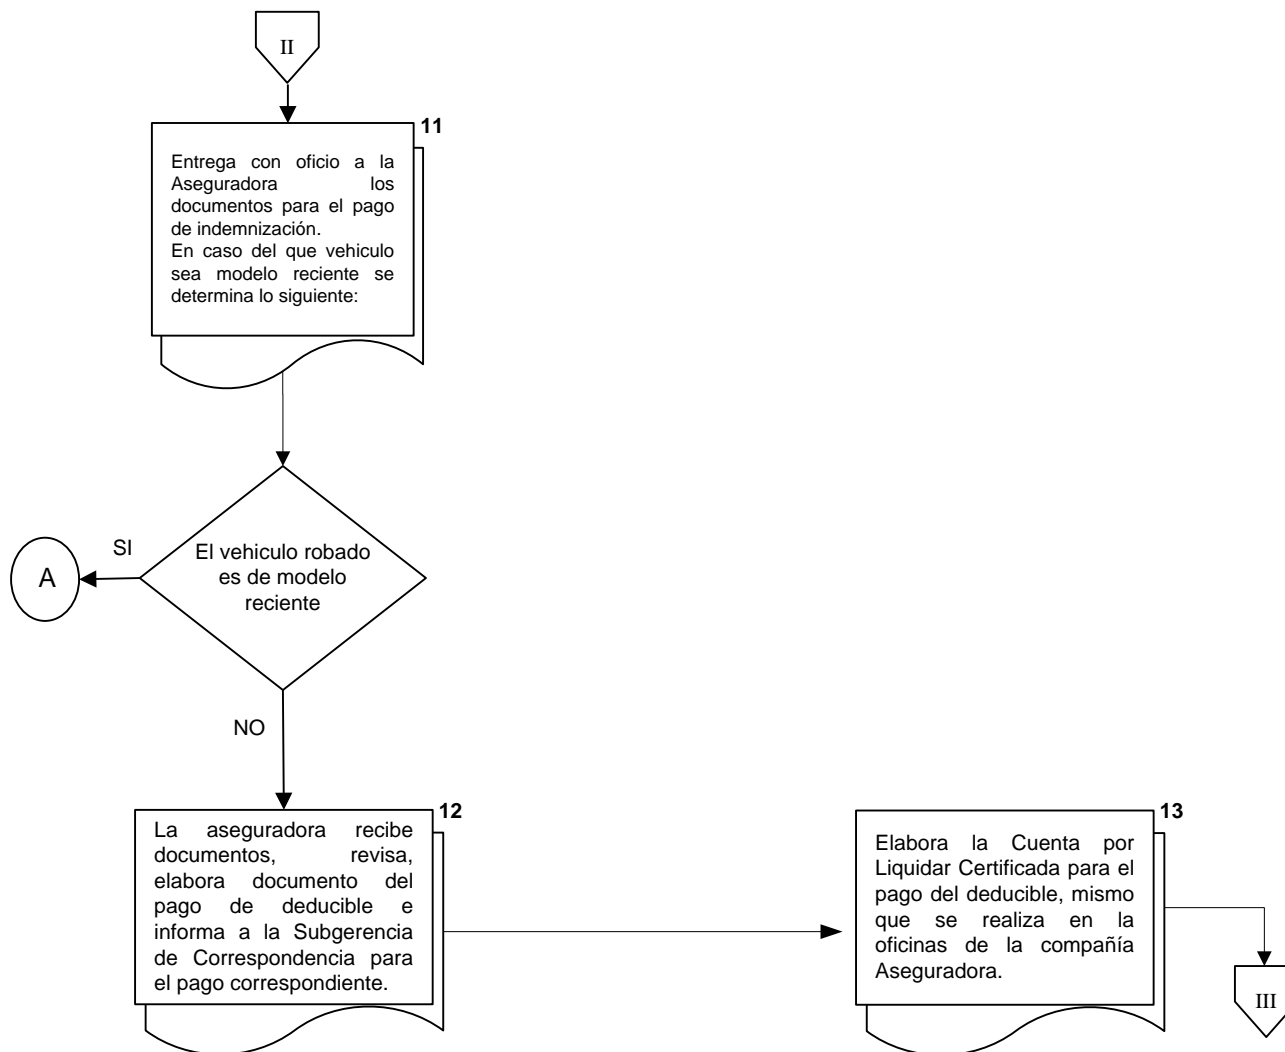 II
11
Entrega con oficio a la
Aseguradora los
documentos para el pago
de indemnización.
En caso del que vehiculo
sea modelo reciente se
determina lo siguiente:
SI
A
El vehiculo robado
es de modelo
reciente
NO
12
La aseguradora recibe
documentos, revisa,
elabora documento del
pago de deducible e
informa a la Subgerencia
de Correspondencia para
el pago correspondiente.
13
Elabora la Cuenta por
Liquidar Certificada para el
pago del deducible, mismo
que se realiza en la
oficinas de la compañía
Aseguradora.
III